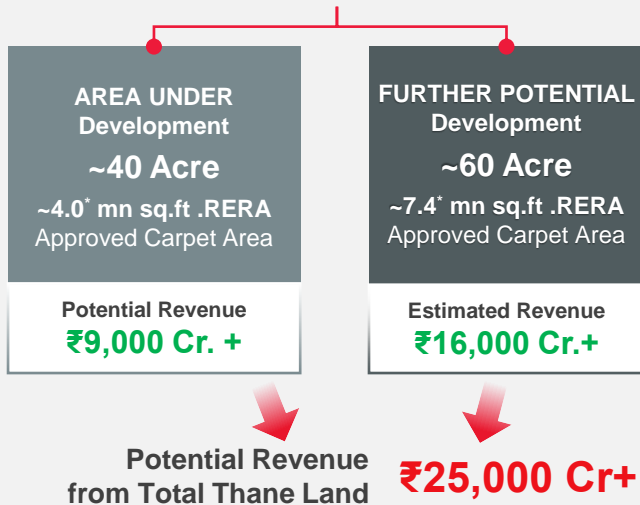 AREA UNDER
Development
~40 Acre
~4.0* mn sq.ft .RERA
Approved Carpet Area
Potential Revenue
₹9,000 Cr. +
FURTHER POTENTIAL
Development
~60 Acre
~7.4* mn sq.ft .RERA
Approved Carpet Area
Estimated Revenue
₹16,000 Cr.+
Potential Revenue
from Total Thane Land
₹25,000 Cr+